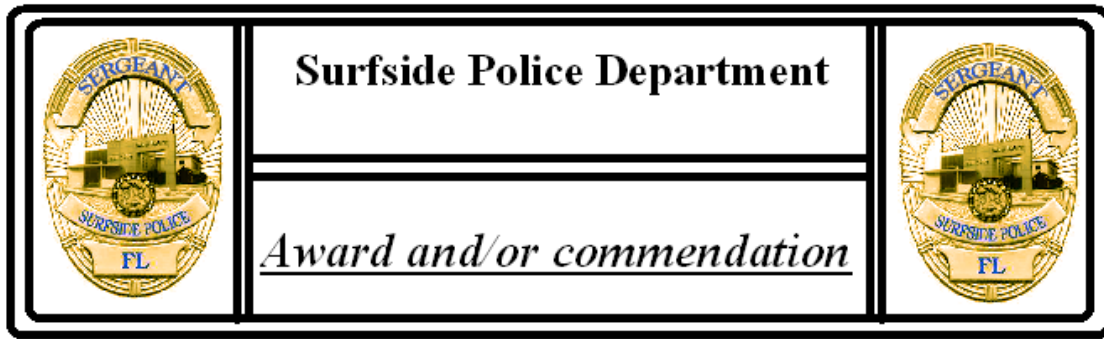 SERGEANT
SURFSIDE POLICE
FL
Surfside Police Department
Award and/or commendation
SERGEANT
SURFSIDE POLICE
FL